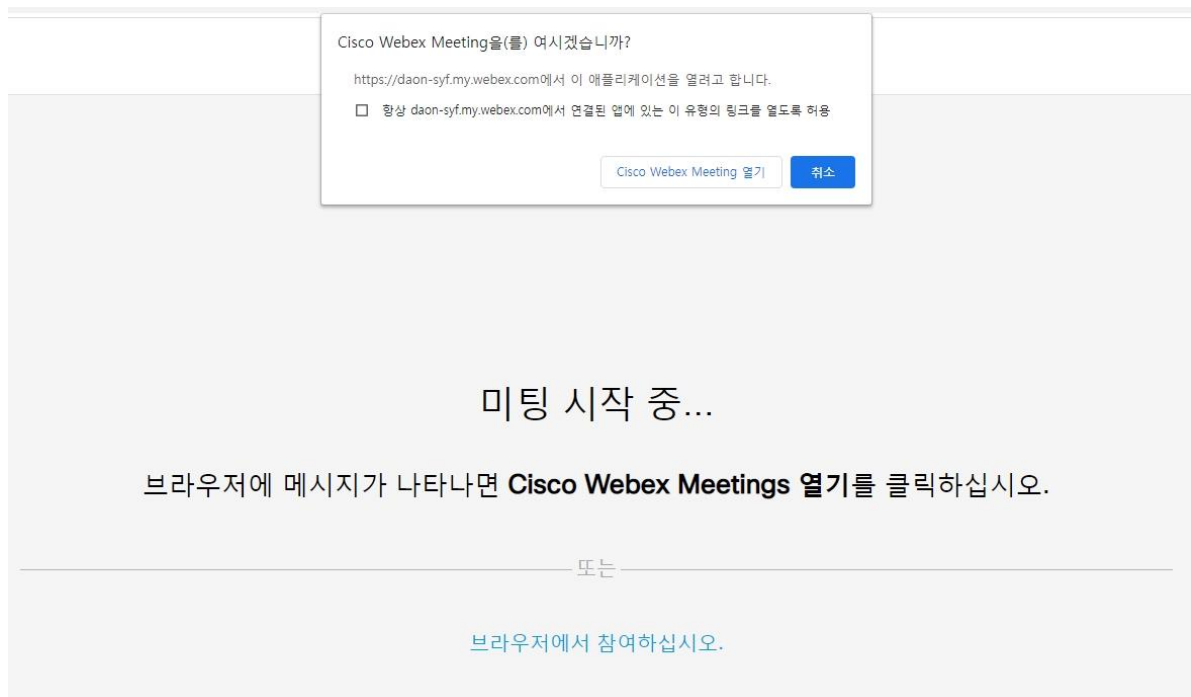 Cisco Webex Meeting을(를) 여시겠습니까?
https://daon-syf.my.webex.com에서 이 애플리케이션을 열려고 합니다.
항상 daon-syf.my.webex.com에서 연결된 앱에 있는 이 유형의 링크를 열도록 허용
Cisco Webex Meeting 열기 취소
미팅 시작 중...
브라우저에 메시지가 나타나면 Cisco Webex Meetings 열기를 클릭하십시오.
또는
브라우저에서 참여하십시오.